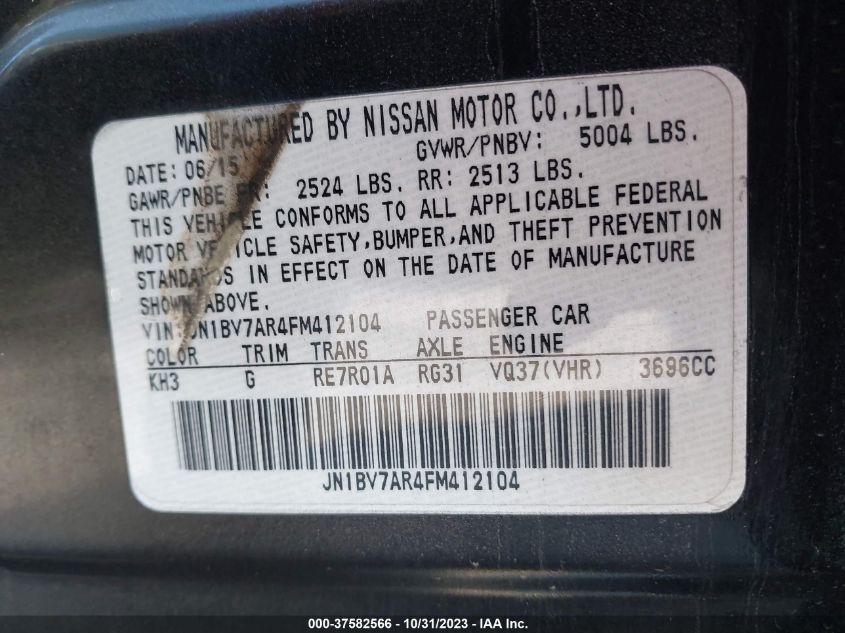 MANUFACTURED BY NISSAN MOTOR CO.,LTD.
DATE: 06/15 GVWR/PNBV: 5004 LBS.
GAWR/PNBE FR: 2524 LBS. RR: 2513 LBS.
THIS VEHICLE CONFORMS TO ALL APPLICABLE FEDERAL
MOTOR VEHICLE SAFETY,BUMPER,AND THEFT PREVENTION
STANDARDS IN EFFECT ON THE DATE OF MANUFACTURE
SHOWN ABOVE.
VIN:JN1BV7AR4FM412104 PASSENGER CAR
COLOR TRIM TRANS AXLE ENGINE
KH3 G RE7R01A RG31 VQ37(VHR) 3696CC
JN1BV7AR4FM412104
000-37582566 - 10/31/2023 - IAA Inc.